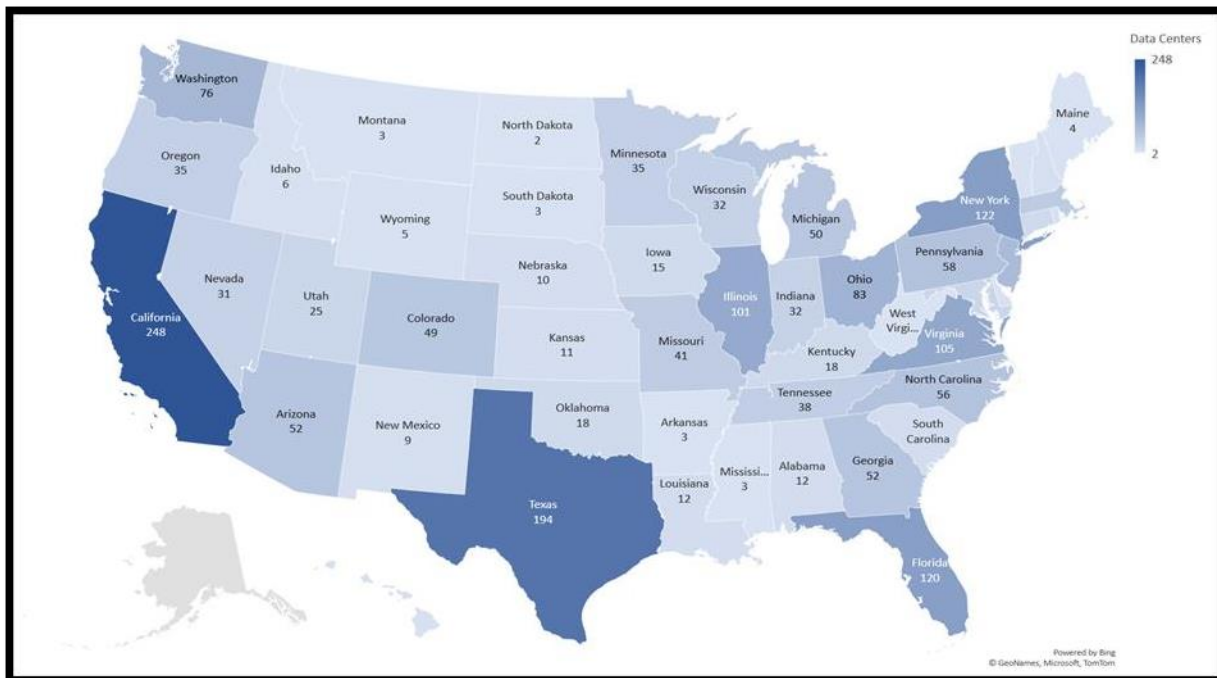 Data Centers
248
2
Washington
76
Montana
3
North Dakota
2
Minnesota
35
Maine
4
Oregon
35
Idaho
6
South Dakota
3
Wisconsin
32
Michigan
50
New York
122
Wyoming
5
Iowa
15
Pennsylvania
58
Nebraska
10
Nevada
31
Utah
25
Colorado
49
Illinois
101
Indiana
32
Ohio
83
West
Virgi...
Virginia
105
California
248
Kansas
11
Missouri
41
Kentucky
18
Tennessee
38
North Carolina
56
Arizona
52
New Mexico
9
Oklahoma
18
Arkansas
3
South
Carolina
Mississi...
3
Alabama
12
Georgia
52
Louisiana
12
Texas
194
Florida
120
Powered by Bing
© GeoNames, Microsoft, TomTom